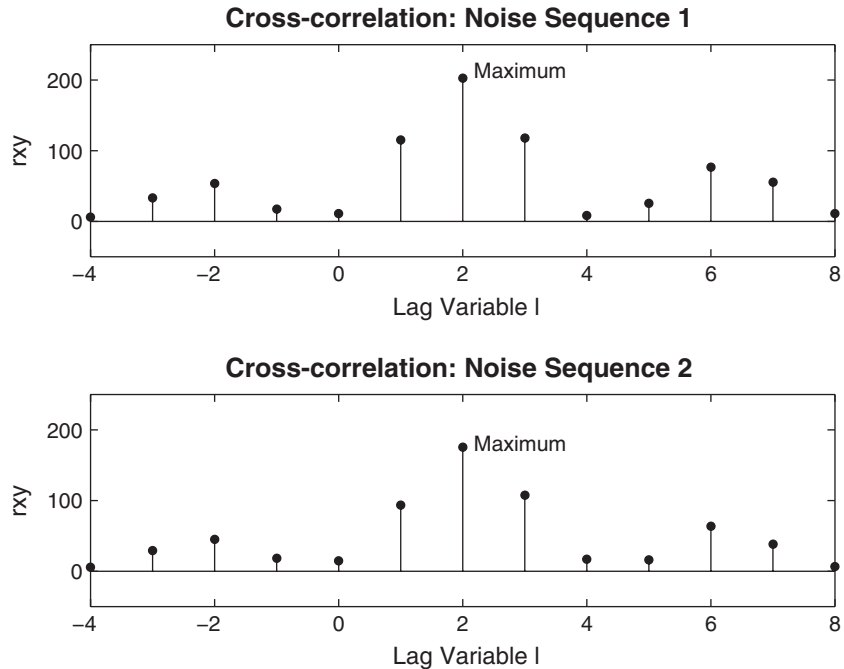 Cross-correlation: Noise Sequence 1
Maximum
200
100
0
rxy
−4 −2 0 2 4 6 8
Lag Variable l
Cross-correlation: Noise Sequence 2
Maximum
200
100
0
rxy
−4 −2 0 2 4 6 8
Lag Variable l